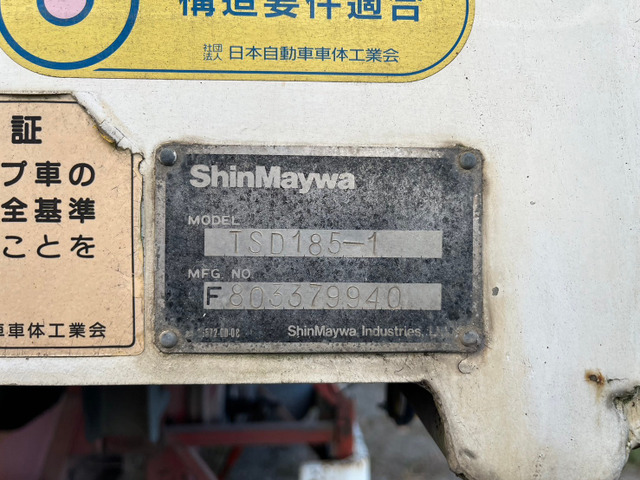 構造要件適合
社団
法人 日本自動車車体工業会
証
プ車の
全基準
ことを
車車体工業会
ShinMaywa
MODEL
TSD185-1
MFG. NO.
F 803379940
ShinMaywa Industries,